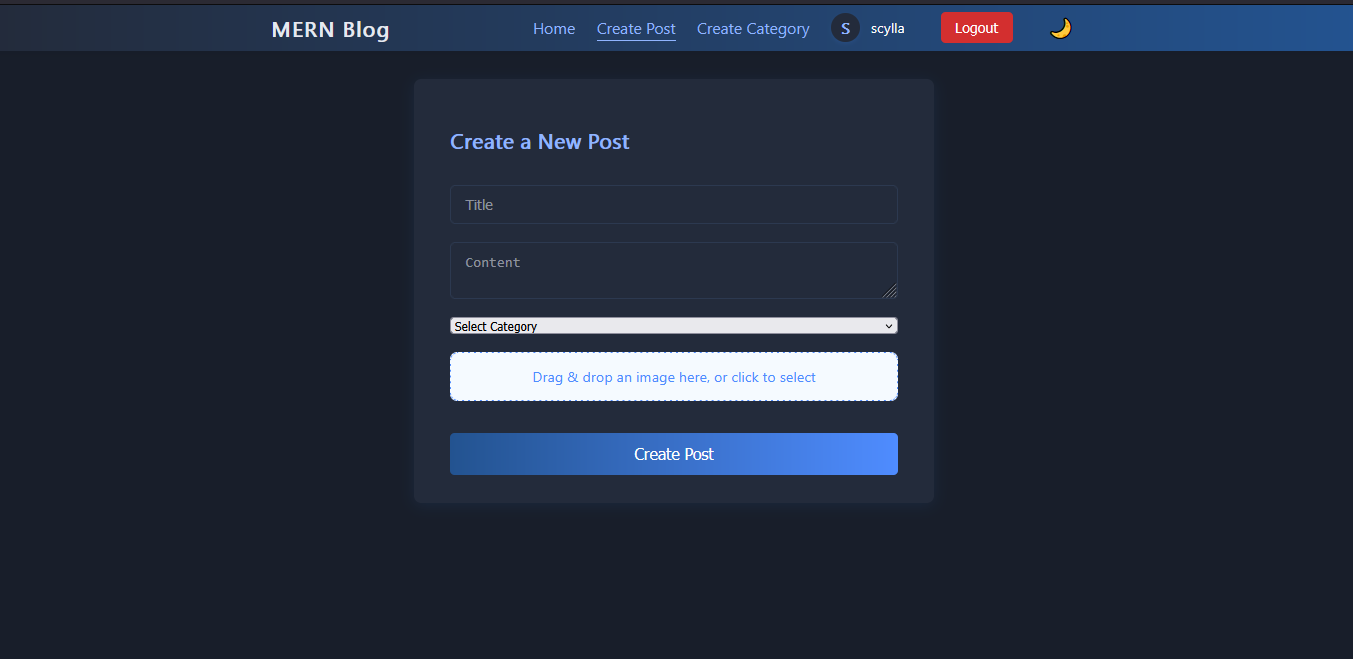 MERN Blog
Home
Create Post
Create Category
S
scylla
Logout
Create a New Post
Title
Content
Select Category
Drag & drop an image here, or click to select
Create Post